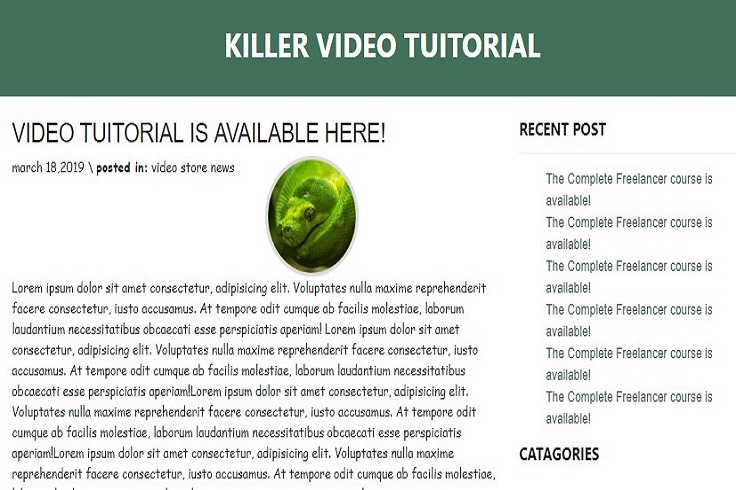 KILLER VIDEO TUITORIAL
VIDEO TUITORIAL IS AVAILABLE HERE!
march 18,2019 \ posted in: video store news
Lorem ipsum dolor sit amet consectetur, adipisicing elit. Voluptates nulla maxime reprehenderit
facere consectetur, iusto accusamus. At tempore odit cumque ab facilis molestiae, laborum
laudantium necessitatibus obcaecati esse perspiciatis aperiam! Lorem ipsum dolor sit amet
consectetur, adipisicing elit. Voluptates nulla maxime reprehenderit facere consectetur, iusto
accusamus. At tempore odit cumque ab facilis molestiae, laborum laudantium necessitatibus
obcaecati esse perspiciatis aperiam!Lorem ipsum dolor sit amet consectetur, adipisicing elit.
Voluptates nulla maxime reprehenderit facere consectetur, iusto accusamus. At tempore odit
cumque ab facilis molestiae, laborum laudantium necessitatibus obcaecati esse perspiciatis
aperiam!Lorem ipsum dolor sit amet consectetur, adipisicing elit. Voluptates nulla maxime
reprehenderit facere consectetur, iusto accusamus. At tempore odit cumque ab facilis molestiae,
RECENT POST
The Complete Freelancer course is
available!
The Complete Freelancer course is
available!
The Complete Freelancer course is
available!
The Complete Freelancer course is
available!
The Complete Freelancer course is
available!
The Complete Freelancer course is
available!
CATAGORIES